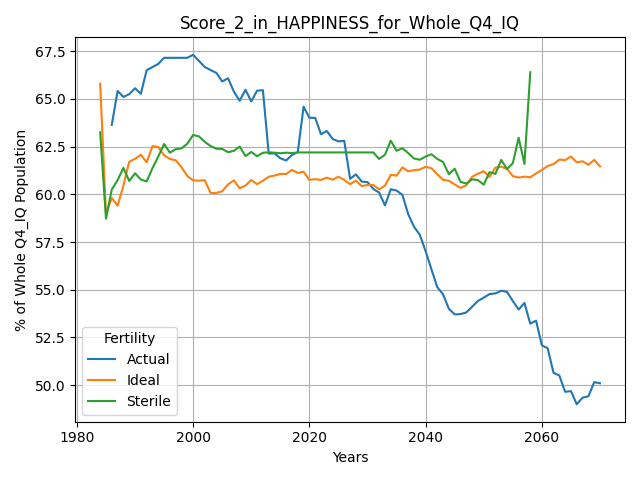 Score_2_in_HAPPINESS_for_Whole_Q4_IQ
% of Whole Q4_IQ Population
67.5
65.0
62.5
60.0
57.5
55.0
52.5
50.0
Fertility
Actual
Ideal
Sterile
1980
2000
2020
2040
2060
Years